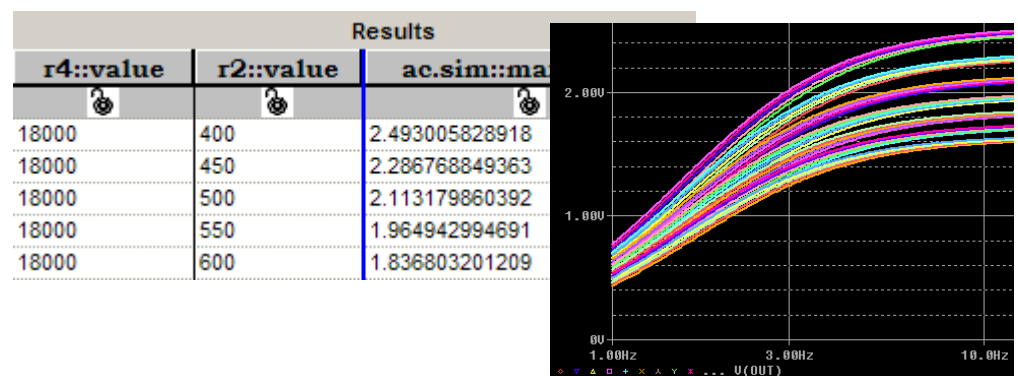 Results
r4::value r2::value ac.sim::ma
18000 400 2.493005828918
18000 450 2.286768849363
18000 500 2.113179860392
18000 550 1.964942994691
18000 600 1.836803201209
2.00V
1.00V
0V
1.00Hz 3.00Hz 10.0Hz
... V(OUT)